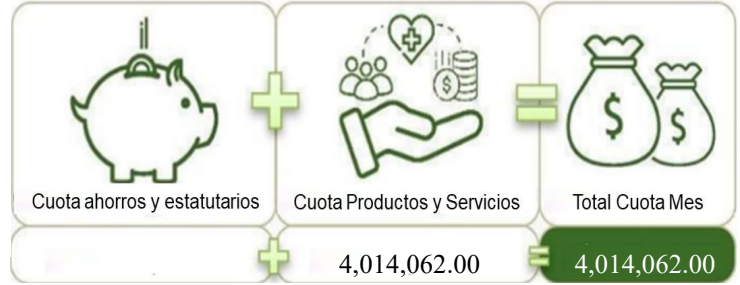 Cuota ahorros y estatutarios
Cuota Productos y Servicios
Total Cuota Mes
4,014,062.00
4,014,062.00